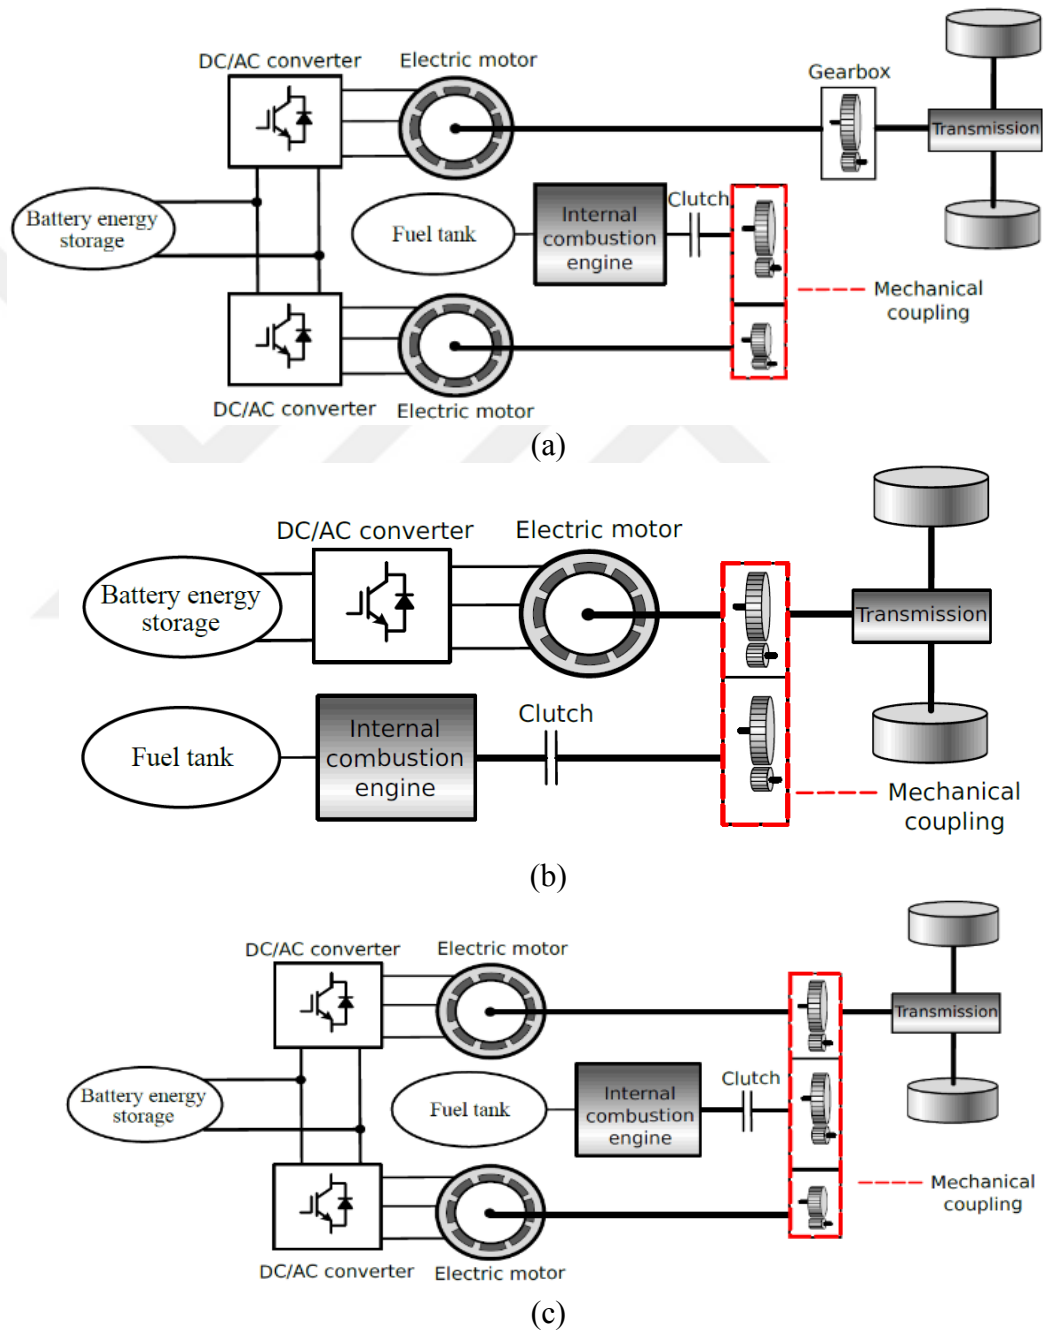 DC/AC converter
Electric motor
Gearbox
Transmission
Battery energy
storage
Fuel tank
Internal
combustion
engine
Clutch
Mechanical
coupling
DC/AC converter
Electric motor
(a)
DC/AC converter
Electric motor
Battery energy
storage
Transmission
Fuel tank
Internal
combustion
engine
Clutch
Mechanical
coupling
(b)
DC/AC converter
Electric motor
Transmission
Battery energy
storage
Fuel tank
Internal
combustion
engine
Clutch
Mechanical
coupling
DC/AC converter
Electric motor
(c)